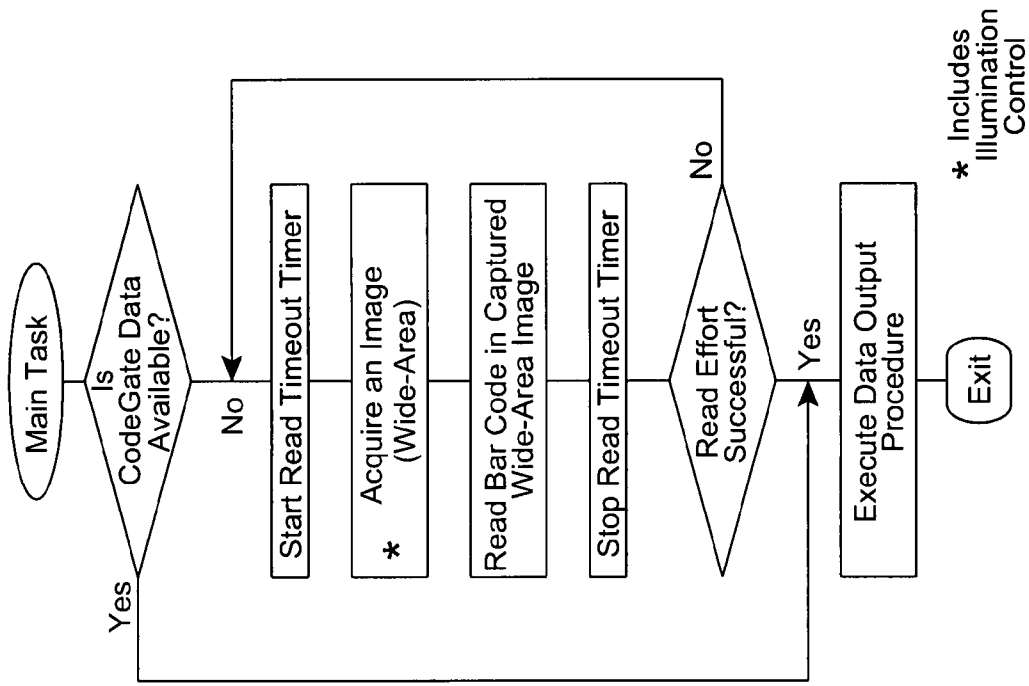 Main Task
Is
CodeGate Data
Available?
Yes
No
Start Read Timeout Timer
* Acquire an Image
(Wide-Area)
Read Bar Code in Captured
Wide-Area Image
Stop Read Timeout Timer
Read Effort
Successful?
No
Yes
Execute Data Output
Procedure
Exit
* Includes
Illumination
Control